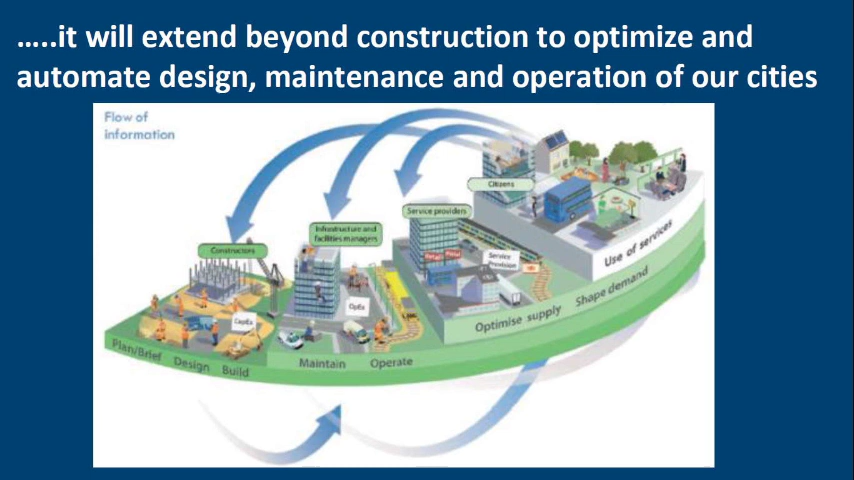 …..it will extend beyond construction to optimize and
automate design, maintenance and operation of our cities
Flow of
information
Citizens
Service providers
Infrastructure and
facilities managers
Constructors
Retail
Service
Provision
OpEx
CapEx
Use of services
Optimise supply Shape demand
Plan/Brief Design Build Maintain Operate